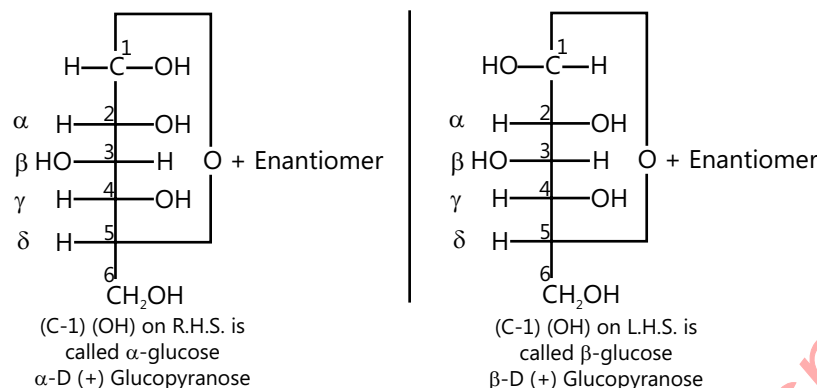 1
H C OH
α H 2 OH
β HO 3 H O + Enantiomer
γ H 4 OH
δ H 5
6
CH₂OH
(C-1) (OH) on R.H.S. is
called α-glucose
α-D (+) Glucopyranose
1
HO C H
α H 2 OH
β HO 3 H O + Enantiomer
γ H 4 OH
δ H 5
6
CH₂OH
(C-1) (OH) on L.H.S. is
called β-glucose
β-D (+) Glucopyranose